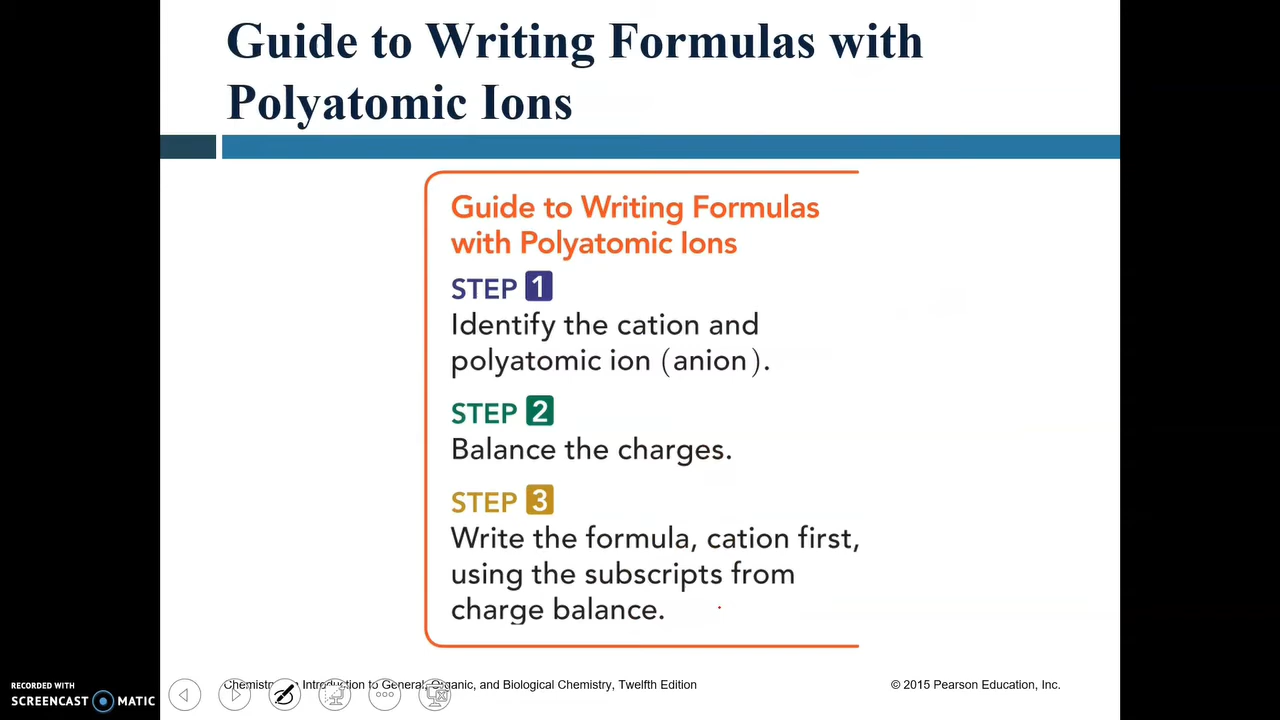 Guide to Writing Formulas with
Polyatomic Ions
Guide to Writing Formulas
with Polyatomic Ions
STEP 1
Identify the cation and
polyatomic ion (anion).
STEP 2
Balance the charges.
STEP 3
Write the formula, cation first,
using the subscripts from
charge balance.
Chemistry: An Introduction to General, Organic, and Biological Chemistry, Twelfth Edition
© 2015 Pearson Education, Inc.
RECORDED WITH
SCREENCAST MATIC